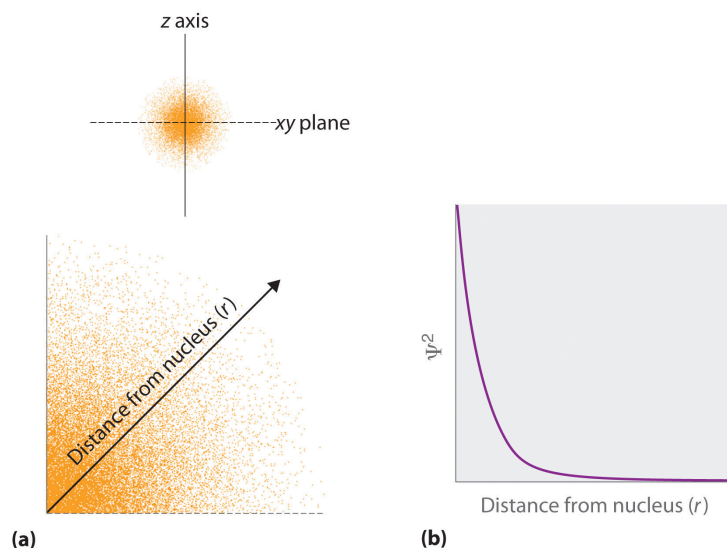 z axis
xy plane
Distance from nucleus (r)
(a)
Ψ²
Distance from nucleus (r)
(b)